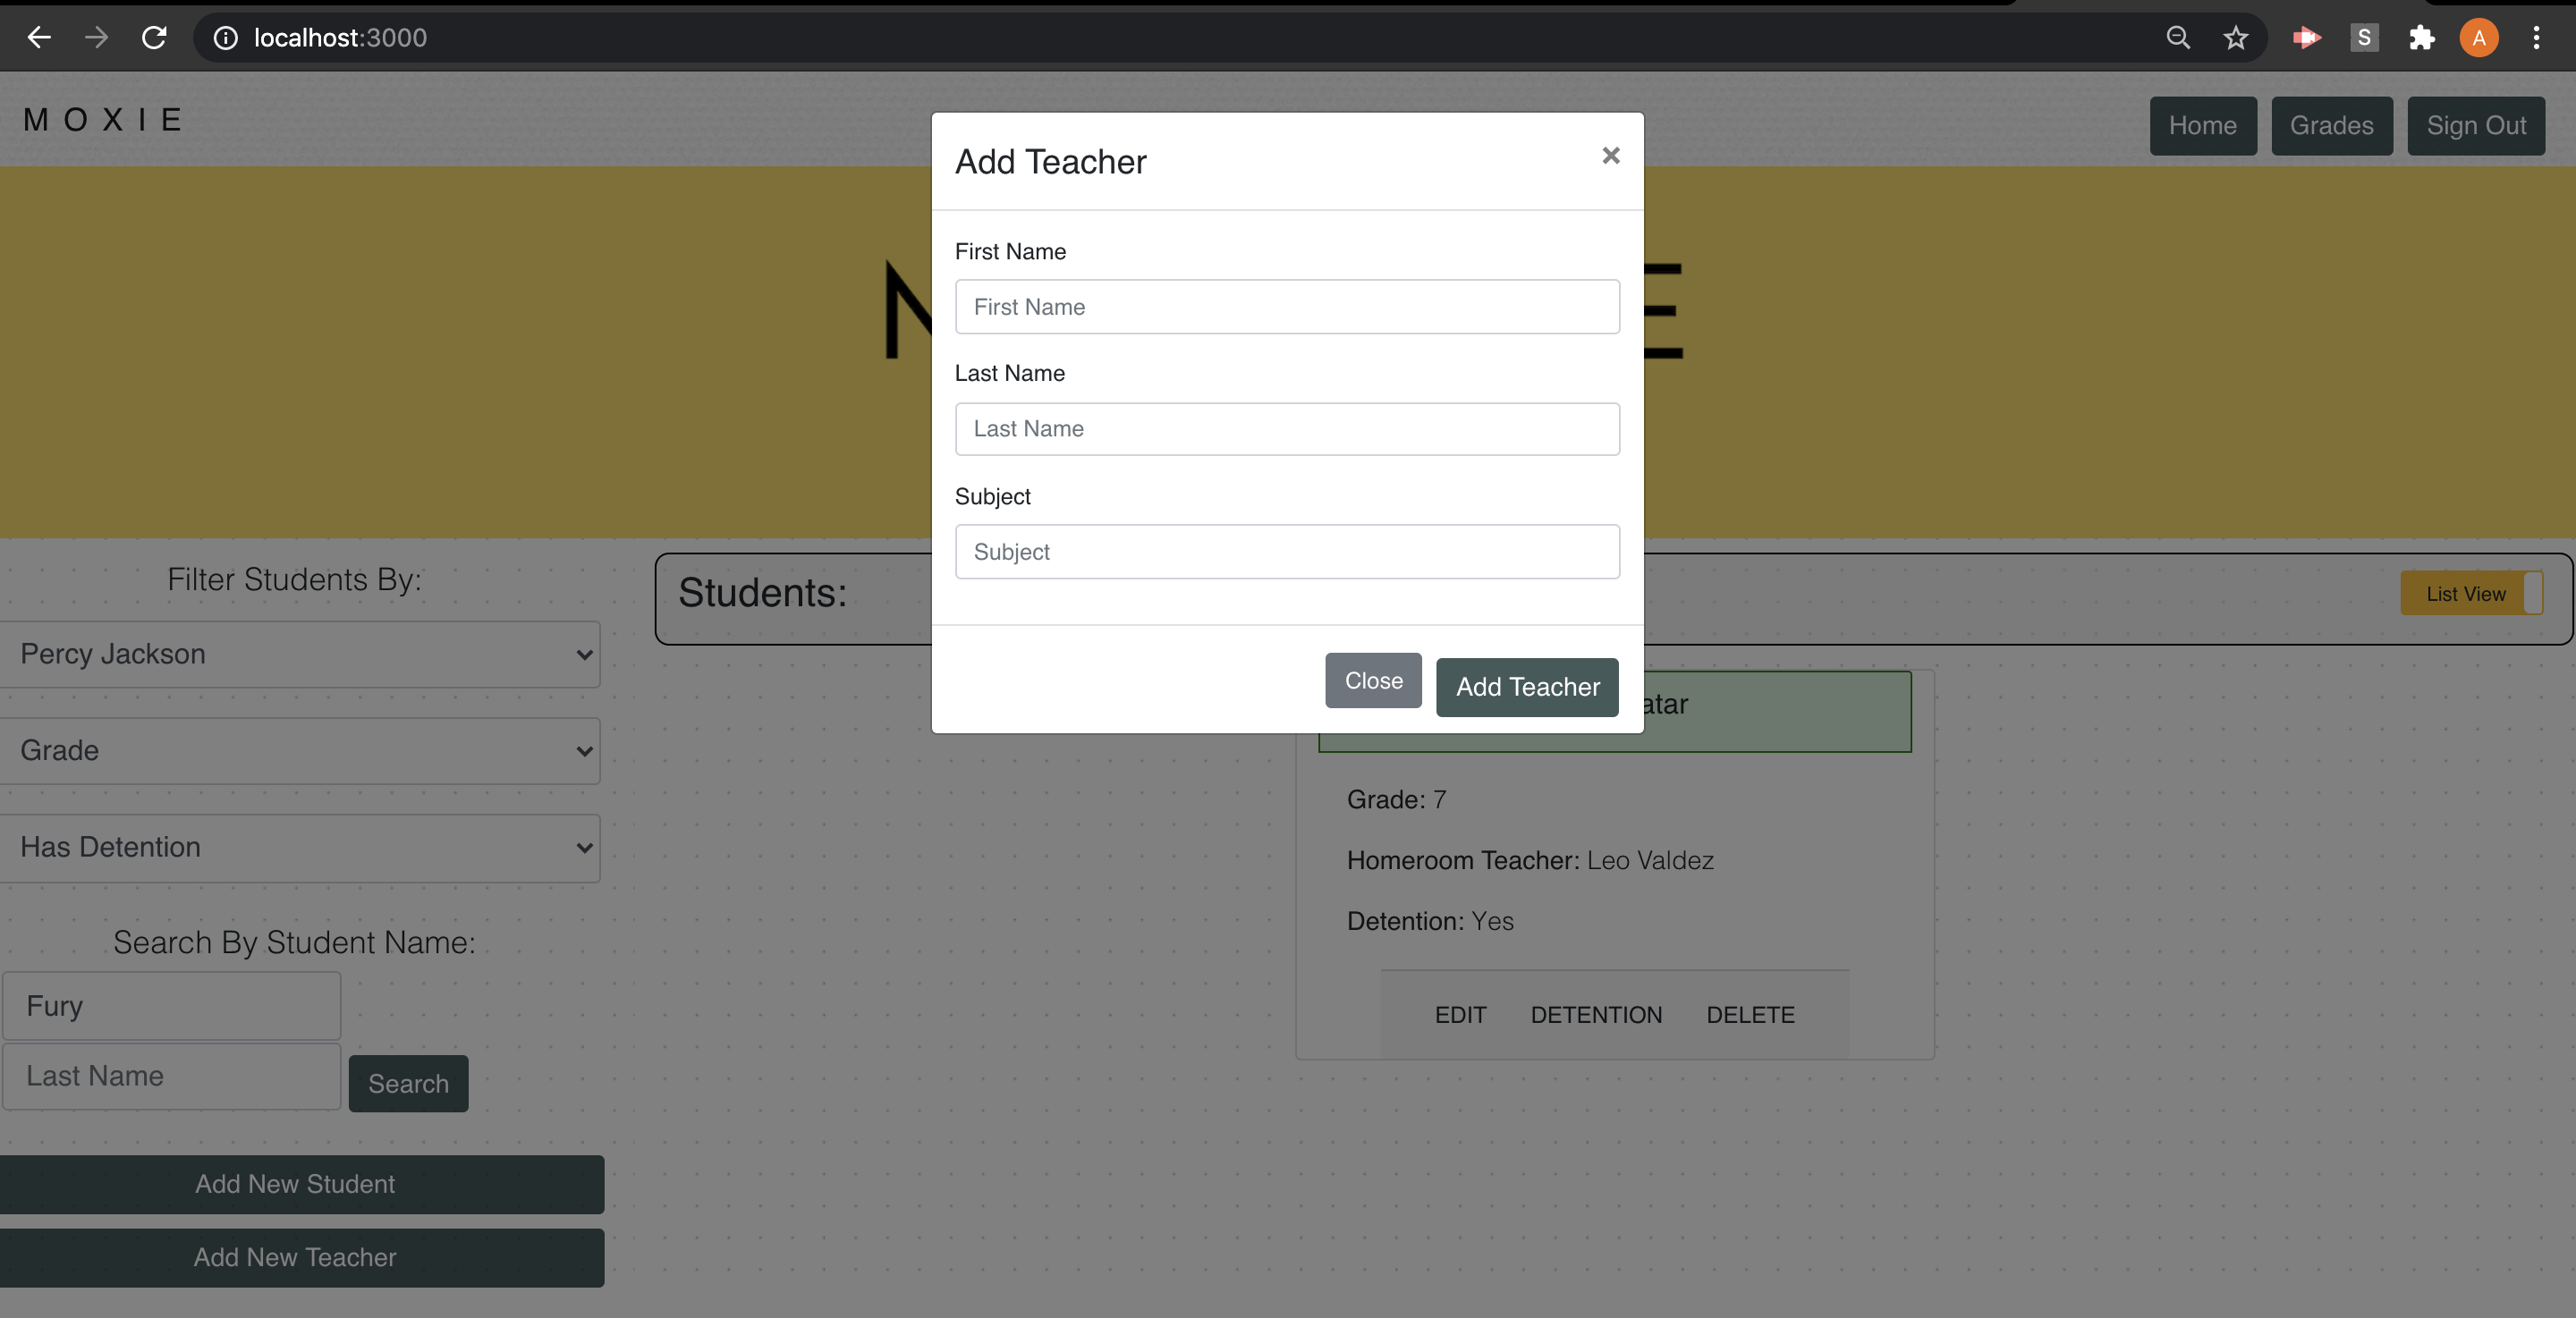 localhost:3000
S
A
MOXIE
Home
Grades
Sign Out
Add Teacher
×
First Name
First Name
Last Name
Last Name
Subject
Subject
Close
Add Teacher
Filter Students By:
Percy Jackson
Grade
Has Detention
Search By Student Name:
Fury
Last Name
Search
Add New Student
Add New Teacher
Students:
List View
Grade: 7
Homeroom Teacher: Leo Valdez
Detention: Yes
EDIT DETENTION DELETE